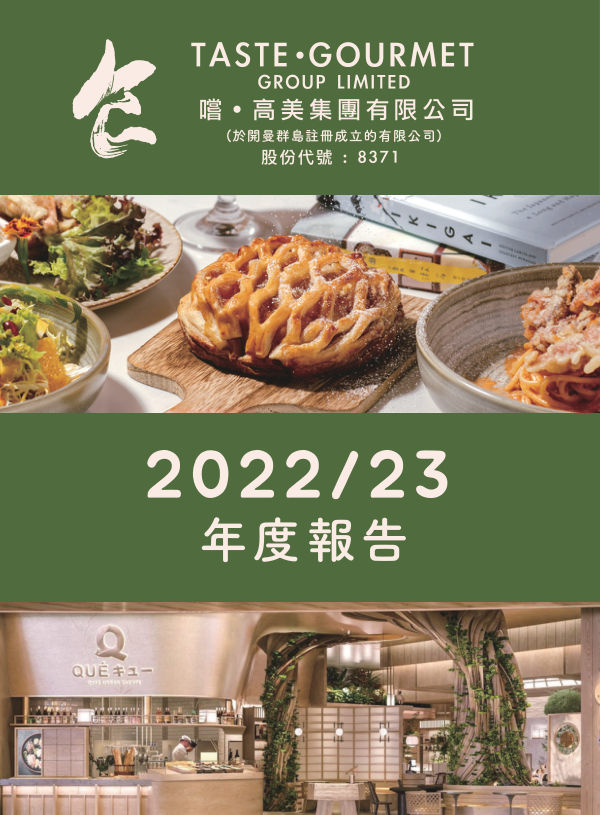 TASTE•GOURMET
GROUP LIMITED
嚐•高美集團有限公司
（於開曼群島註冊成立的有限公司）
股份代號：8371
IKIGAI
2022/23
年度報告
QUÉ キュー